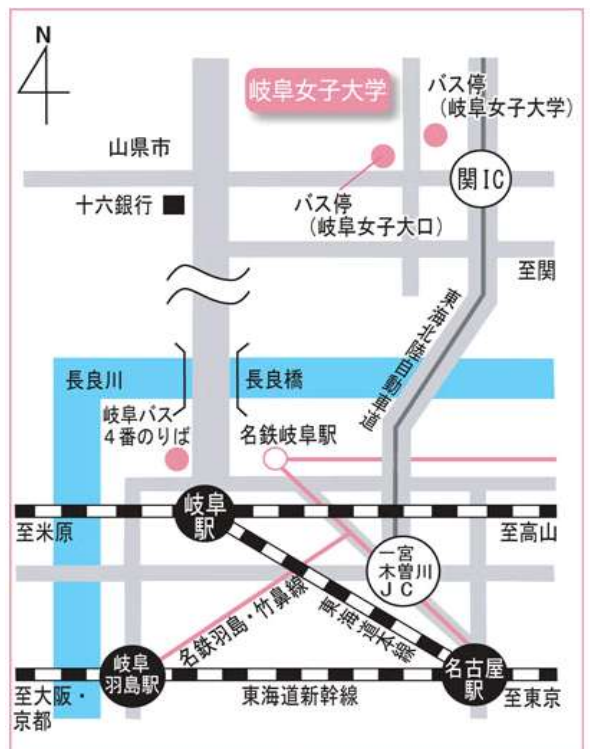 N
岐阜女子大学
バス停
(岐阜女子大学)
山県市
関IC
十六銀行
バス停
(岐阜女子大口)
至関
東海北陸自動車道
長良川
長良橋
岐阜バス
4番のりば
名鉄岐阜駅
岐阜
駅
至米原
至高山
一宮
木曽川
JC
名鉄羽島・竹鼻線
東海道本線
岐阜
羽島駅
名古屋
駅
至大阪・
京都
東海道新幹線
至東京